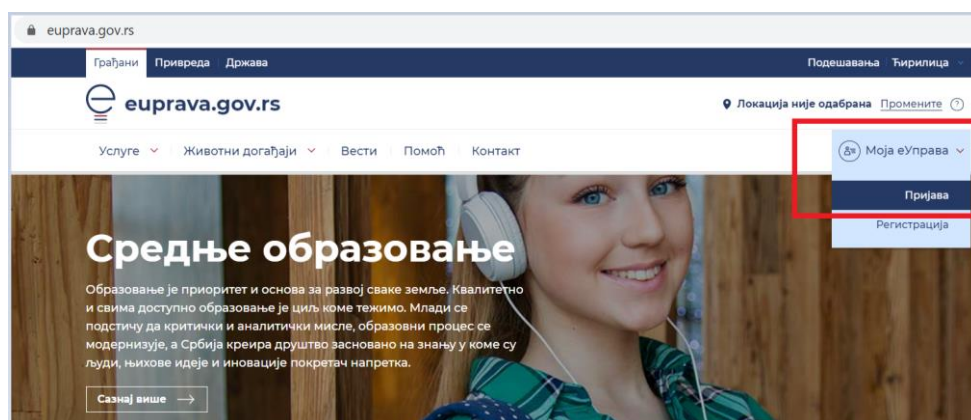 euprava.gov.rs
Грађани Привреда Држава Подешавања Ћирилица
euprava.gov.rs Локација није одабрана Промените ?
Услуге Животни догађаји Вести Помоћ Контакт Моја еУправа
Пријава
Регистрација
Средње образовање
Образовање је приоритет и основа за развој сваке земље. Квалитетно
и свима доступно образовање је циљ коме тежимо. Млади се
подстичу да критички и аналитички мисле, образовни процес се
модернизује, а Србија креира друштво засновано на знању у коме су
људи, њихове идеје и иновације покретач напретка.
Сазнај више